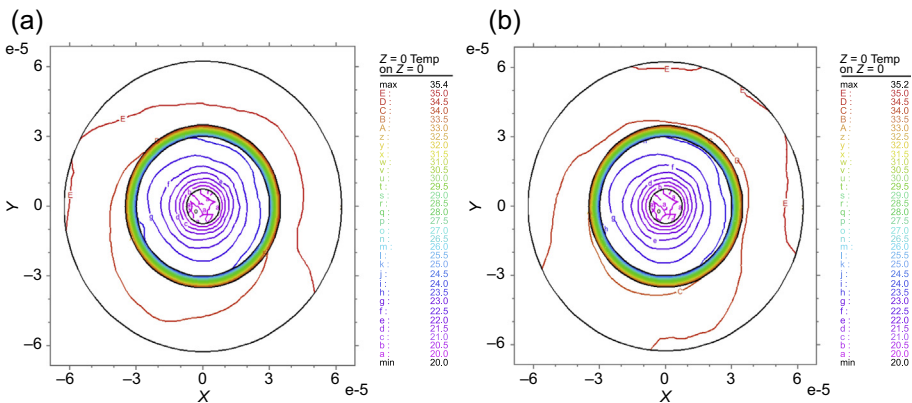 (a)
e-5
6
3
0
−3
−6
Y
−6 −3 0 3 6
X
e-5
Z = 0 Temp
on Z = 0
max 35.4
E : 35.0
D : 34.5
C : 34.0
B : 33.5
A : 33.0
z : 32.5
y : 32.0
x : 31.5
w : 31.0
v : 30.5
u : 30.0
t : 29.5
s : 29.0
r : 28.5
q : 28.0
p : 27.5
o : 27.0
n : 26.5
m : 26.0
l : 25.5
k : 25.0
j : 24.5
i : 24.0
h : 23.5
g : 23.0
f : 22.5
e : 22.0
d : 21.5
c : 21.0
b : 20.5
a : 20.0
min 20.0
(b)
e-5
6
3
0
−3
−6
Y
−6 −3 0 3 6
X
e-5
Z = 0 Temp
on Z = 0
max 35.2
E : 35.0
D : 34.5
C : 34.0
B : 33.5
A : 33.0
z : 32.5
y : 32.0
x : 31.5
w : 31.0
v : 30.5
u : 30.0
t : 29.5
s : 29.0
r : 28.5
q : 28.0
p : 27.5
o : 27.0
n : 26.5
m : 26.0
l : 25.5
k : 25.0
j : 24.5
i : 24.0
h : 23.5
g : 23.0
f : 22.5
e : 22.0
d : 21.5
c : 21.0
b : 20.5
a : 20.0
min 20.0